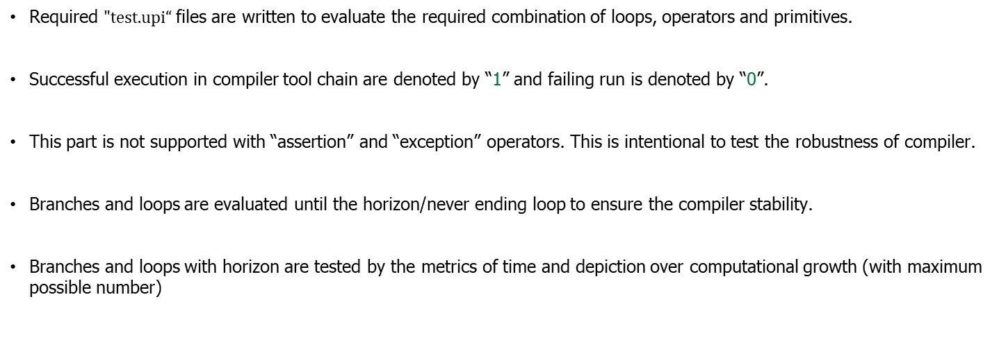 • Required "test.upi“ files are written to evaluate the required combination of loops, operators and primitives.
• Successful execution in compiler tool chain are denoted by “1” and failing run is denoted by “0”.
• This part is not supported with “assertion” and “exception” operators. This is intentional to test the robustness of compiler.
• Branches and loops are evaluated until the horizon/never ending loop to ensure the compiler stability.
• Branches and loops with horizon are tested by the metrics of time and depiction over computational growth (with maximum
possible number)